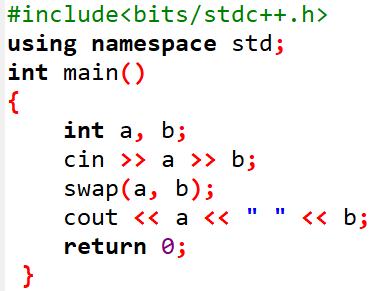 #include<bits/stdc++.h>
using namespace std;
int main()
{
    int a, b;
    cin >> a >> b;
    swap(a, b);
    cout << a << " " << b;
    return 0;
}